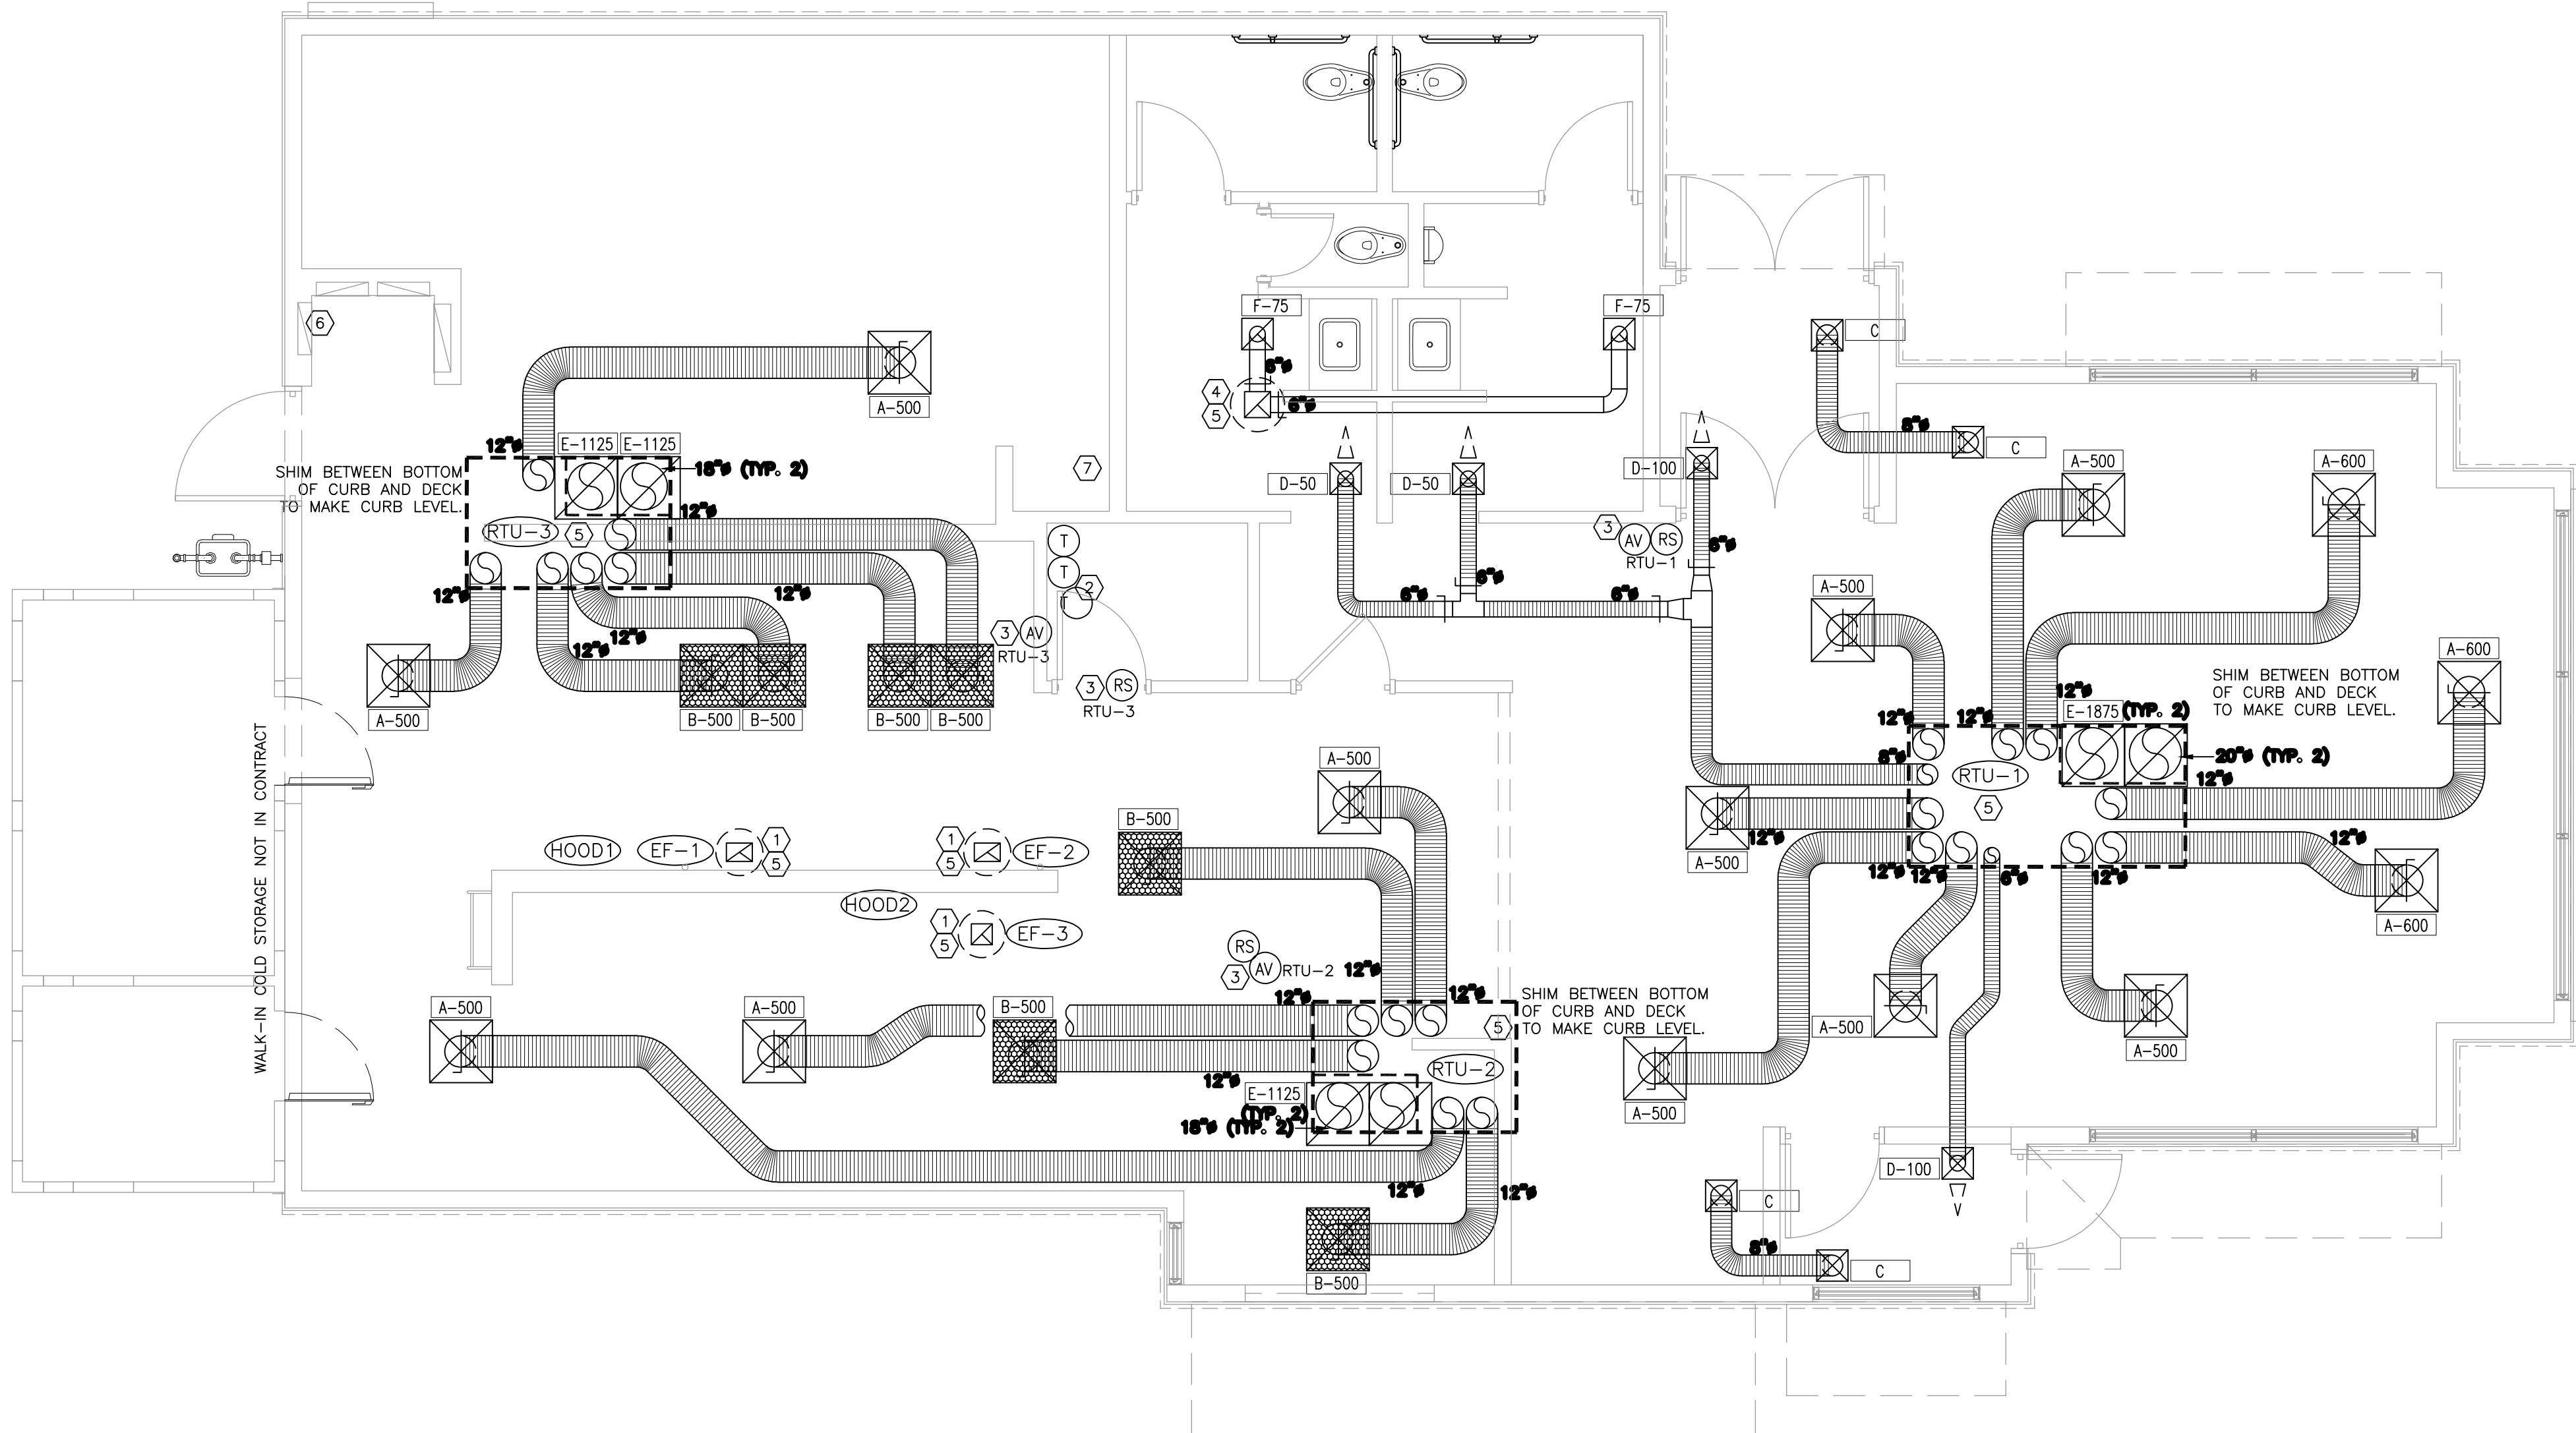 F-75
F-75
6"ø
4
5
6"ø
6
C
8"ø
C
A-500
12"ø
E-1125
E-1125
18"ø (TYP. 2)
SHIM BETWEEN BOTTOM
OF CURB AND DECK
TO MAKE CURB LEVEL.
RTU-3
5
12"ø
12"ø
12"ø
12"ø
12"ø
A-500
B-500
B-500
B-500
B-500
7
T
T
T
2
3
AV
RTU-3
3
RS
RTU-3
D-50
D-50
D-100
3
AV
RS
RTU-1
6"ø
6"ø
6"ø
6"ø
A-500
A-600
A-500
A-600
SHIM BETWEEN BOTTOM
OF CURB AND DECK
TO MAKE CURB LEVEL.
12"ø
12"ø
12"ø
E-1875
(TYP. 2)
8"ø
RTU-1
5
20"ø (TYP. 2)
12"ø
A-500
12"ø
12"ø
12"ø
6"ø
12"ø
12"ø
A-600
A-500
A-500
A-500
D-100
WALK-IN COLD STORAGE NOT IN CONTRACT
HOOD1
EF-1
1
5
1
5
EF-2
HOOD2
1
5
EF-3
B-500
A-500
RS
3
AV
RTU-2
12"ø
12"ø
12"ø
A-500
A-500
B-500
5
SHIM BETWEEN BOTTOM
OF CURB AND DECK
TO MAKE CURB LEVEL.
RTU-2
12"ø
E-1125
(TYP. 2)
18"ø (TYP. 2)
12"ø
12"ø
B-500
C
8"ø
C